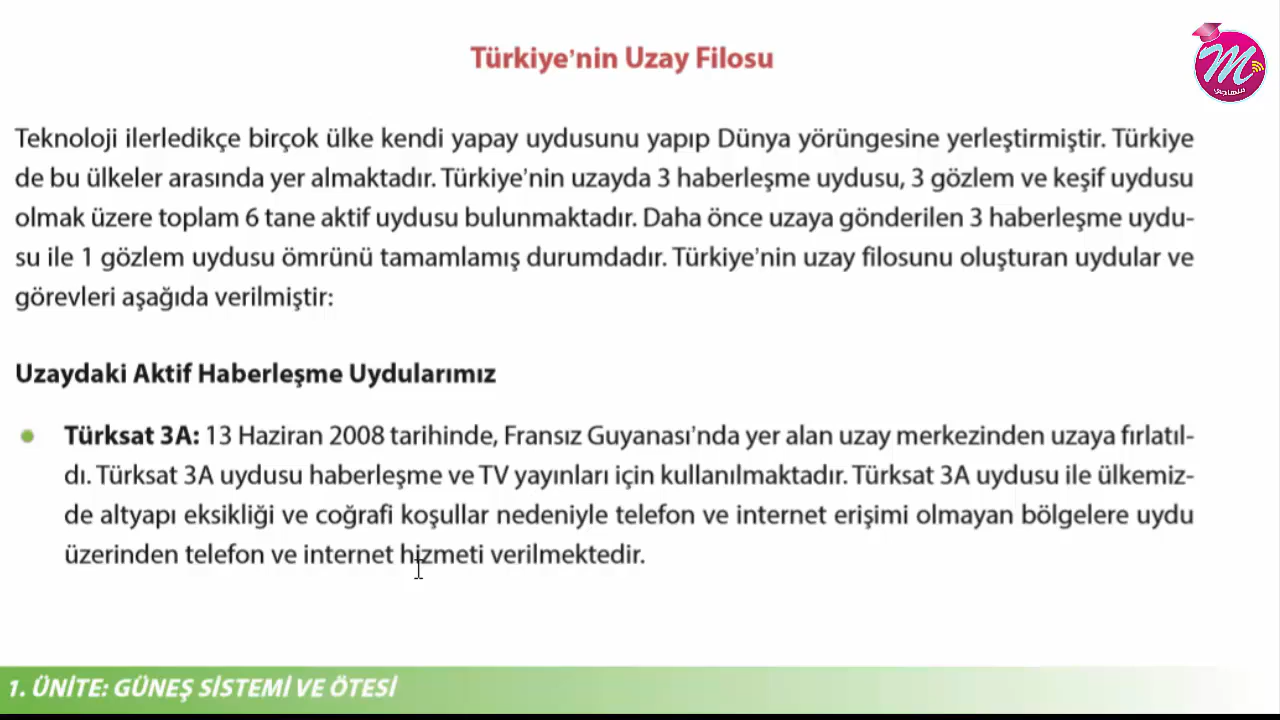 Türkiye'nin Uzay Filosu
Teknoloji ilerledikçe birçok ülke kendi yapay uydusunu yapıp Dünya yörüngesine yerleştirmiştir. Türkiye
de bu ülkeler arasında yer almaktadır. Türkiye'nin uzayda 3 haberleşme uydusu, 3 gözlem ve keşif uydusu
olmak üzere toplam 6 tane aktif uydusu bulunmaktadır. Daha önce uzaya gönderilen 3 haberleşme uydu-
su ile 1 gözlem uydusu ömrünü tamamlamış durumdadır. Türkiye'nin uzay filosunu oluşturan uydular ve
görevleri aşağıda verilmiştir:
Uzaydaki Aktif Haberleşme Uydularımız
• Türksat 3A: 13 Haziran 2008 tarihinde, Fransız Guyanası'nda yer alan uzay merkezinden uzaya fırlatıl-
dı. Türksat 3A uydusu haberleşme ve TV yayınları için kullanılmaktadır. Türksat 3A uydusu ile ülkemiz-
de altyapı eksikliği ve coğrafi koşullar nedeniyle telefon ve internet erişimi olmayan bölgelere uydu
üzerinden telefon ve internet hizmeti verilmektedir.
1. ÜNİTE: GÜNEŞ SİSTEMİ VE ÖTESİ
M
منهاجي